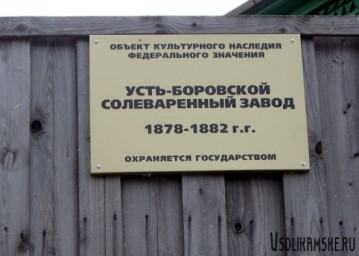 ОБЪЕКТ КУЛЬТУРНОГО НАСЛЕДИЯ
ФЕДЕРАЛЬНОГО ЗНАЧЕНИЯ
УСТЬ-БОРОВСКОЙ
СОЛЕВАРЕННЫЙ ЗАВОД
1878-1882 г.г.
ОХРАНЯЕТСЯ ГОСУДАРСТВОМ
USOLIKAMSKE.RU